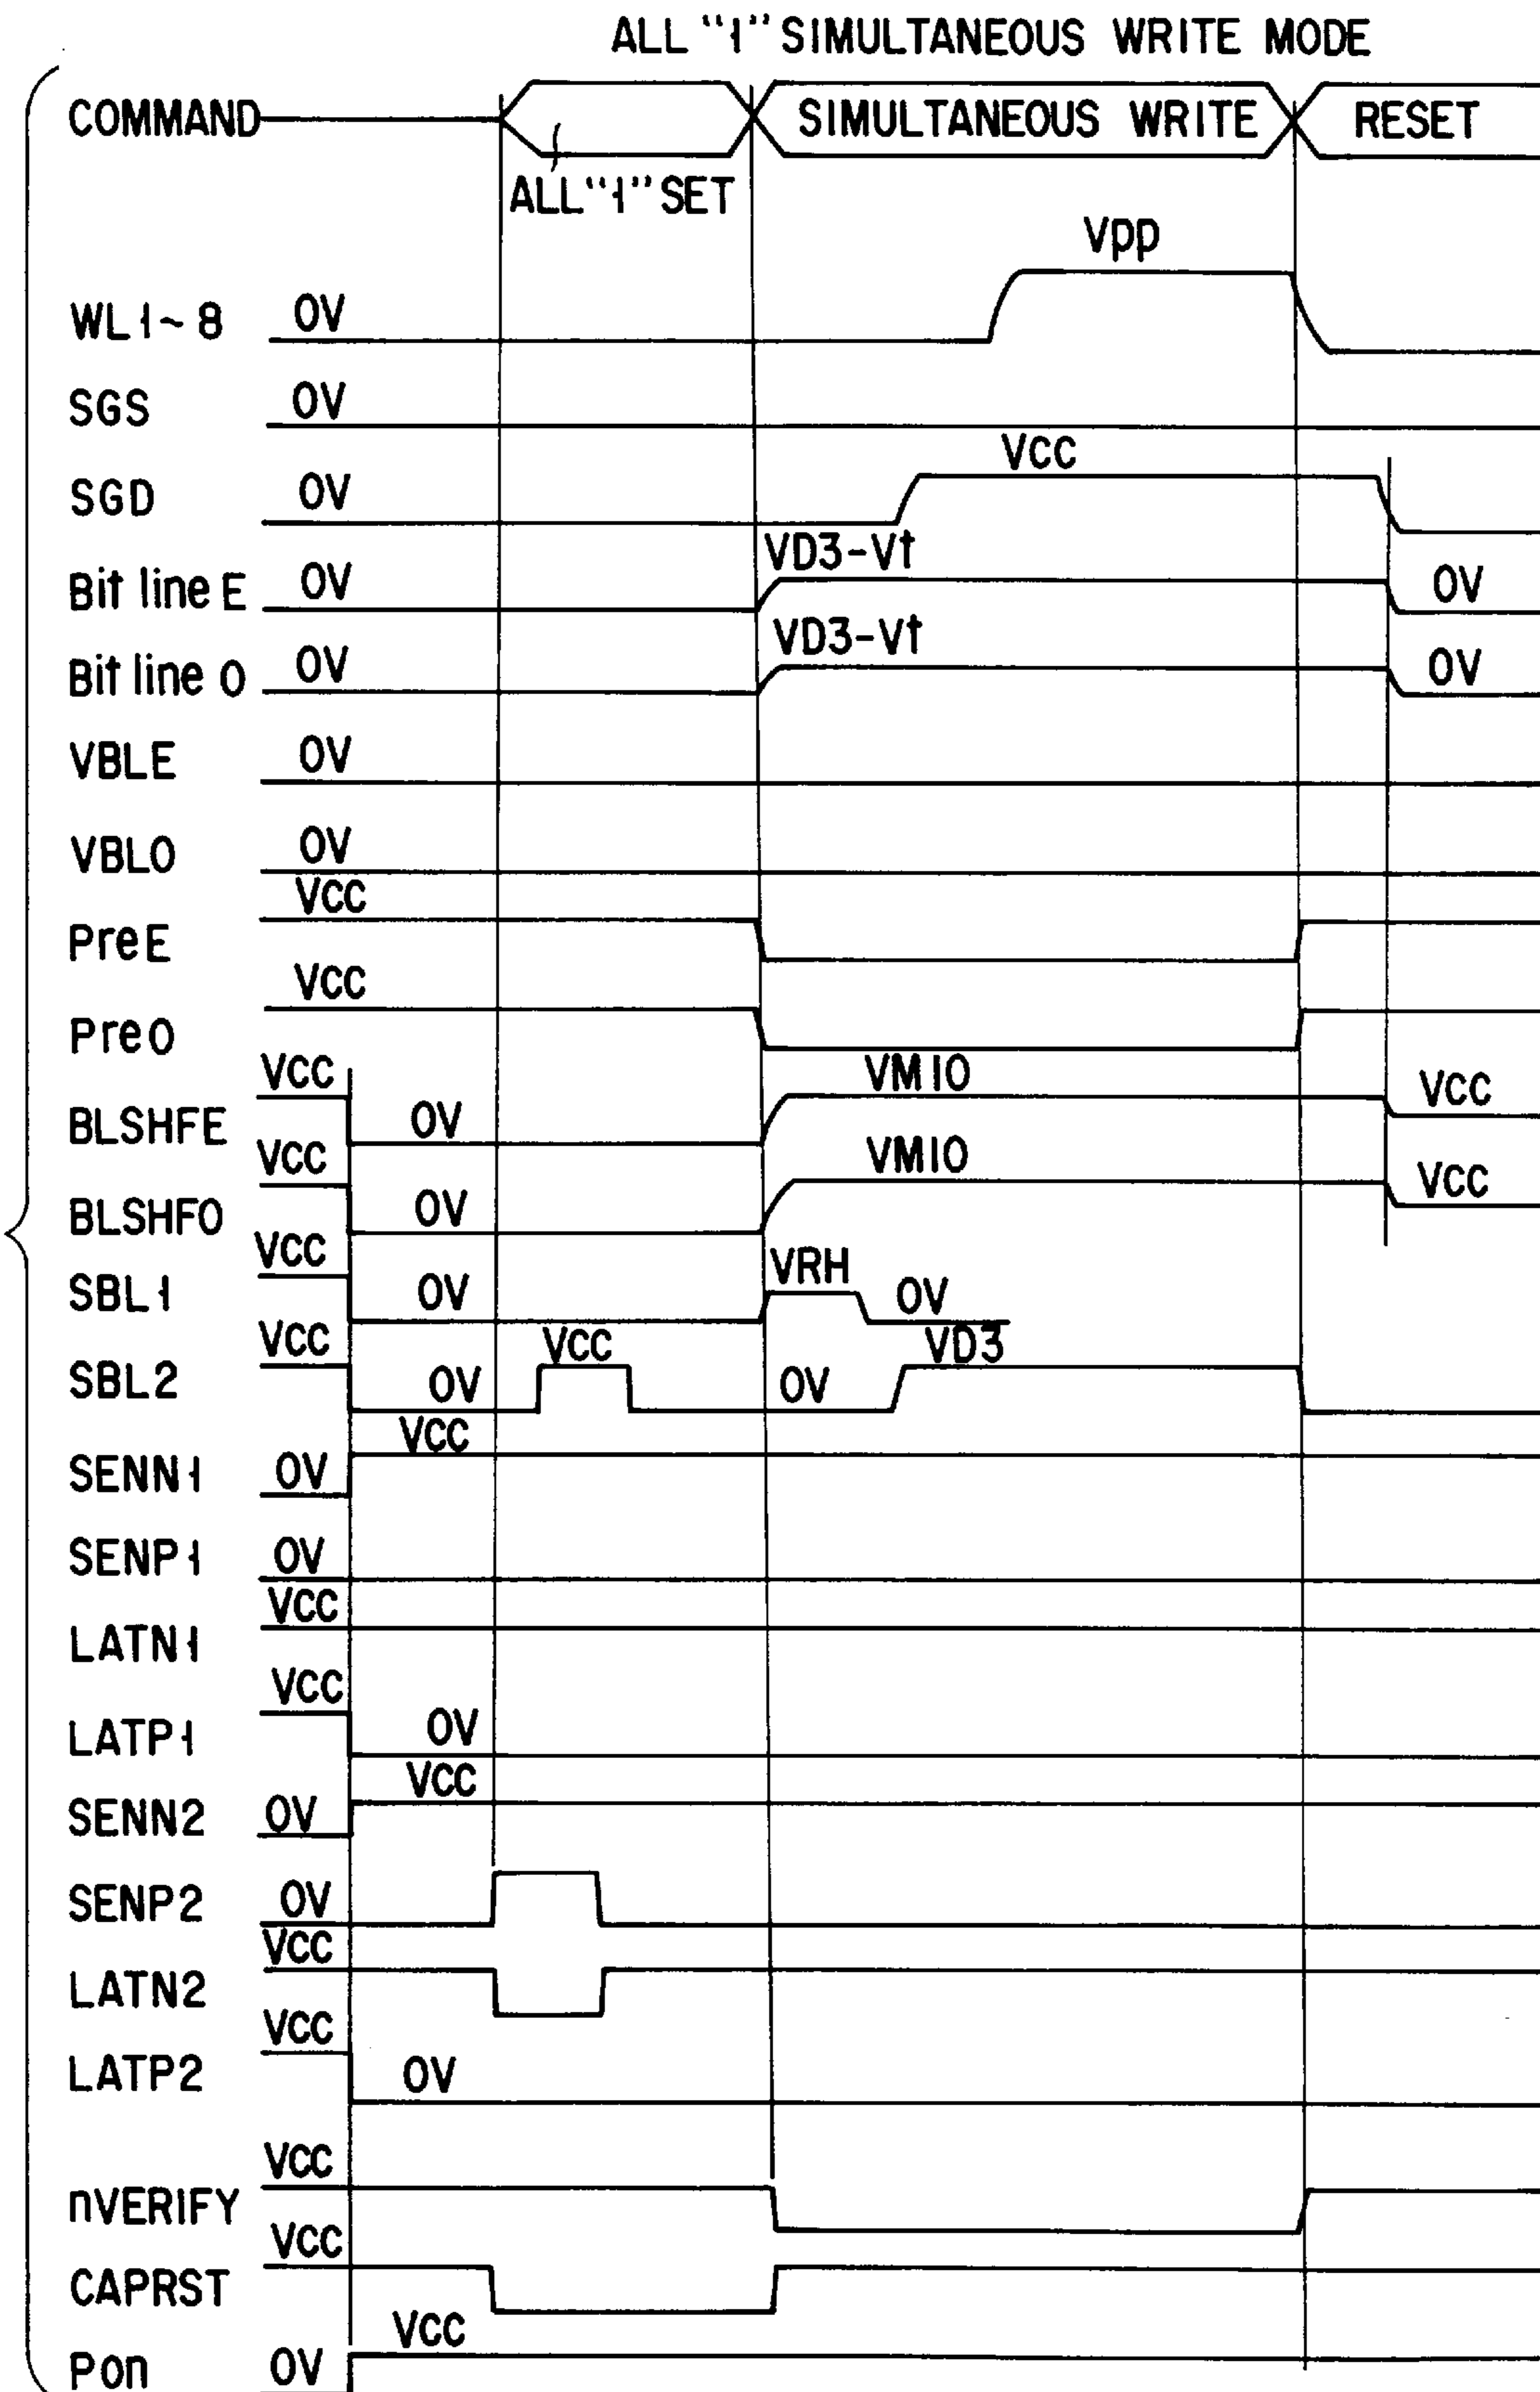 ALL "1" SIMULTANEOUS WRITE MODE
COMMAND SIMULTANEOUS WRITE RESET
ALL "1" SET
Vpp
WL1~8 0V
SGS 0V
VCC
SGD 0V
VD3-Vt
Bit line E 0V 0V
VD3-Vt
Bit line O 0V 0V
VBLE 0V
VBLO 0V
VCC
PreE
VCC
PreO
VCC VM10 VCC
BLSHFE 0V
VCC VM10 VCC
BLSHFO 0V
VCC VRH
SBL1 0V 0V
VCC VCC VD3
SBL2 0V 0V
VCC
SENN1 0V
SENP1 0V
VCC
LATN1
VCC
LATP1 0V
VCC
SENN2 0V
SENP2 0V
VCC
LATN2
VCC
LATP2 0V
VCC
nVERIFY
VCC
CAPRST
VCC
Pon 0V